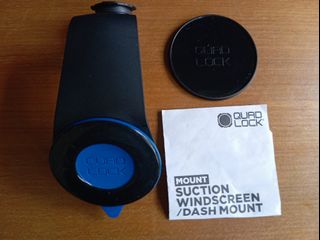 QUAD
LOCK
QUAD
LOCK
QUAD
LOCK
MOUNT
SUCTION
WINDSCREEN
/DASH MOUNT